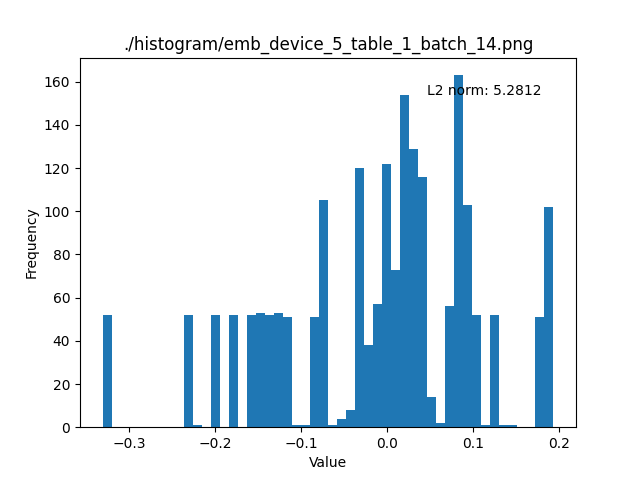 ./histogram/emb_device_5_table_1_batch_14.png
L2 norm: 5.2812
Frequency
160
140
120
100
80
60
40
20
0
−0.3 −0.2 −0.1 0.0 0.1 0.2
Value